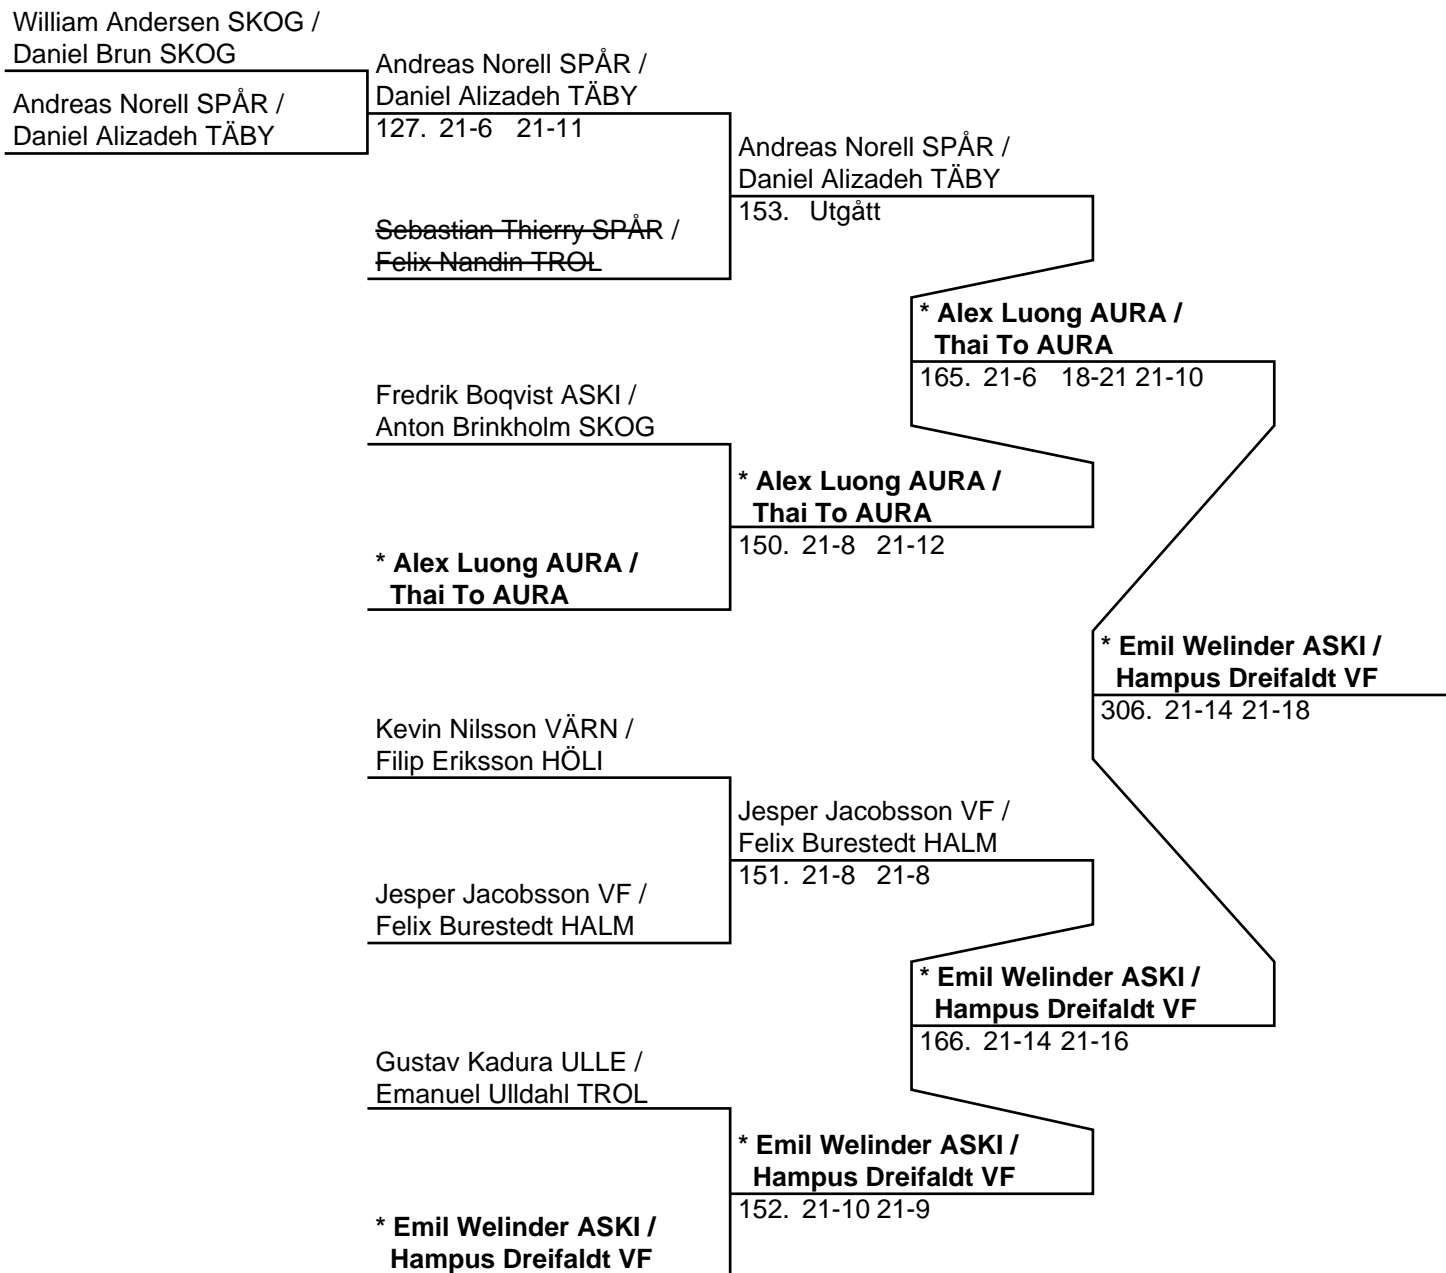 William Andersen SKOG /
Daniel Brun SKOG
Andreas Norell SPÅR /
Daniel Alizadeh TÄBY
Andreas Norell SPÅR /
Daniel Alizadeh TÄBY
127. 21-6 21-11
Sebastian Thierry SPÅR /
Felix Nandin TROL
Andreas Norell SPÅR /
Daniel Alizadeh TÄBY
153. Utgått
Fredrik Boqvist ASKI /
Anton Brinkholm SKOG
* Alex Luong AURA /
Thai To AURA
* Alex Luong AURA /
Thai To AURA
150. 21-8 21-12
* Alex Luong AURA /
Thai To AURA
165. 21-6 18-21 21-10
Kevin Nilsson VÄRN /
Filip Eriksson HÖLI
Jesper Jacobsson VF /
Felix Burestedt HALM
Jesper Jacobsson VF /
Felix Burestedt HALM
151. 21-8 21-8
Gustav Kadura ULLE /
Emanuel Ulldahl TROL
* Emil Welinder ASKI /
Hampus Dreifaldt VF
* Emil Welinder ASKI /
Hampus Dreifaldt VF
152. 21-10 21-9
* Emil Welinder ASKI /
Hampus Dreifaldt VF
166. 21-14 21-16
* Emil Welinder ASKI /
Hampus Dreifaldt VF
306. 21-14 21-18